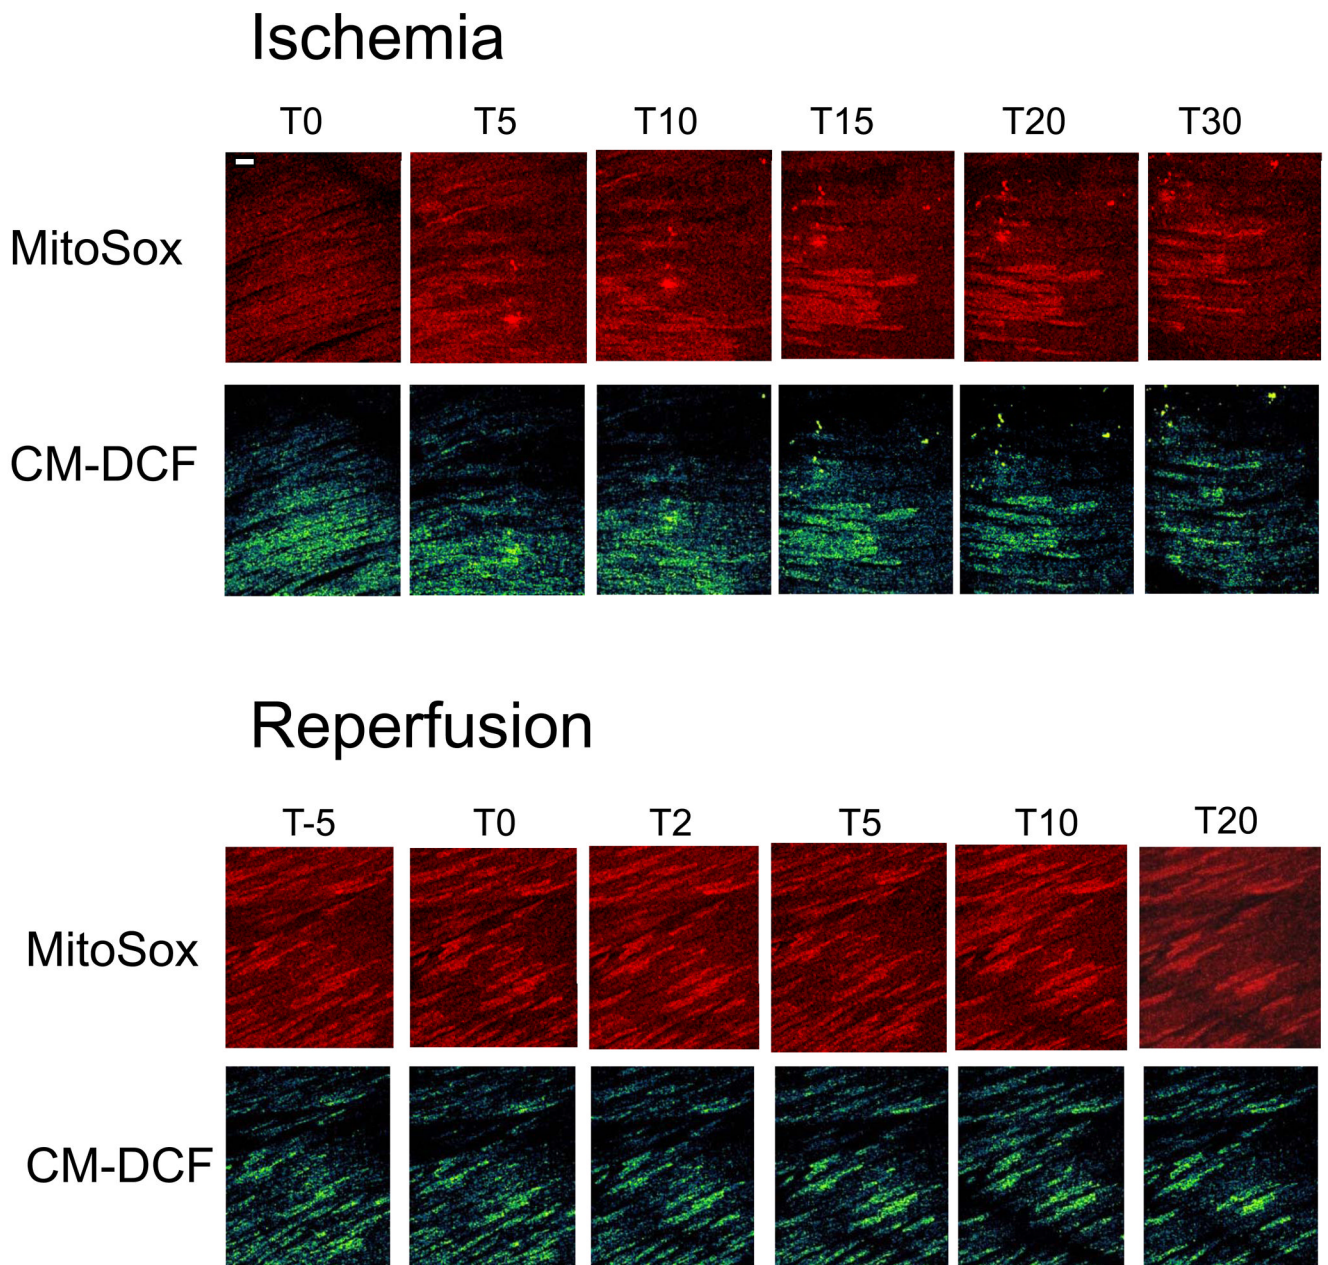 Ischemia
T0 T5 T10 T15 T20 T30
MitoSox
CM-DCF
Reperfusion
T-5 T0 T2 T5 T10 T20
MitoSox
CM-DCF